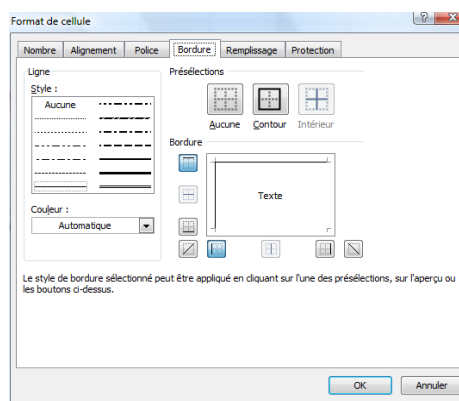 Format de cellule
Nombre Alignement Police Bordure Remplissage Protection
Ligne
Style :
Aucune
Couleur :
Automatique
Présélections
Aucune Contour Intérieur
Bordure
Texte
Le style de bordure sélectionné peut être appliqué en cliquant sur l'une des présélections, sur l'aperçu ou
les boutons ci-dessus.
OK Annuler